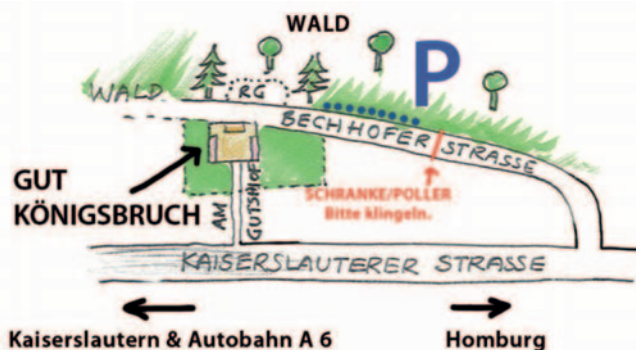 WALD
P
WALD
RG
BECHHOFER STRASSE
GUT
KÖNIGSBRUCH
AM
GUTSHOF
SCHRANKE/POLLER
Bitte klingeln.
KAISERSLAUTERER STRASSE
Kaiserslautern & Autobahn A 6
Homburg